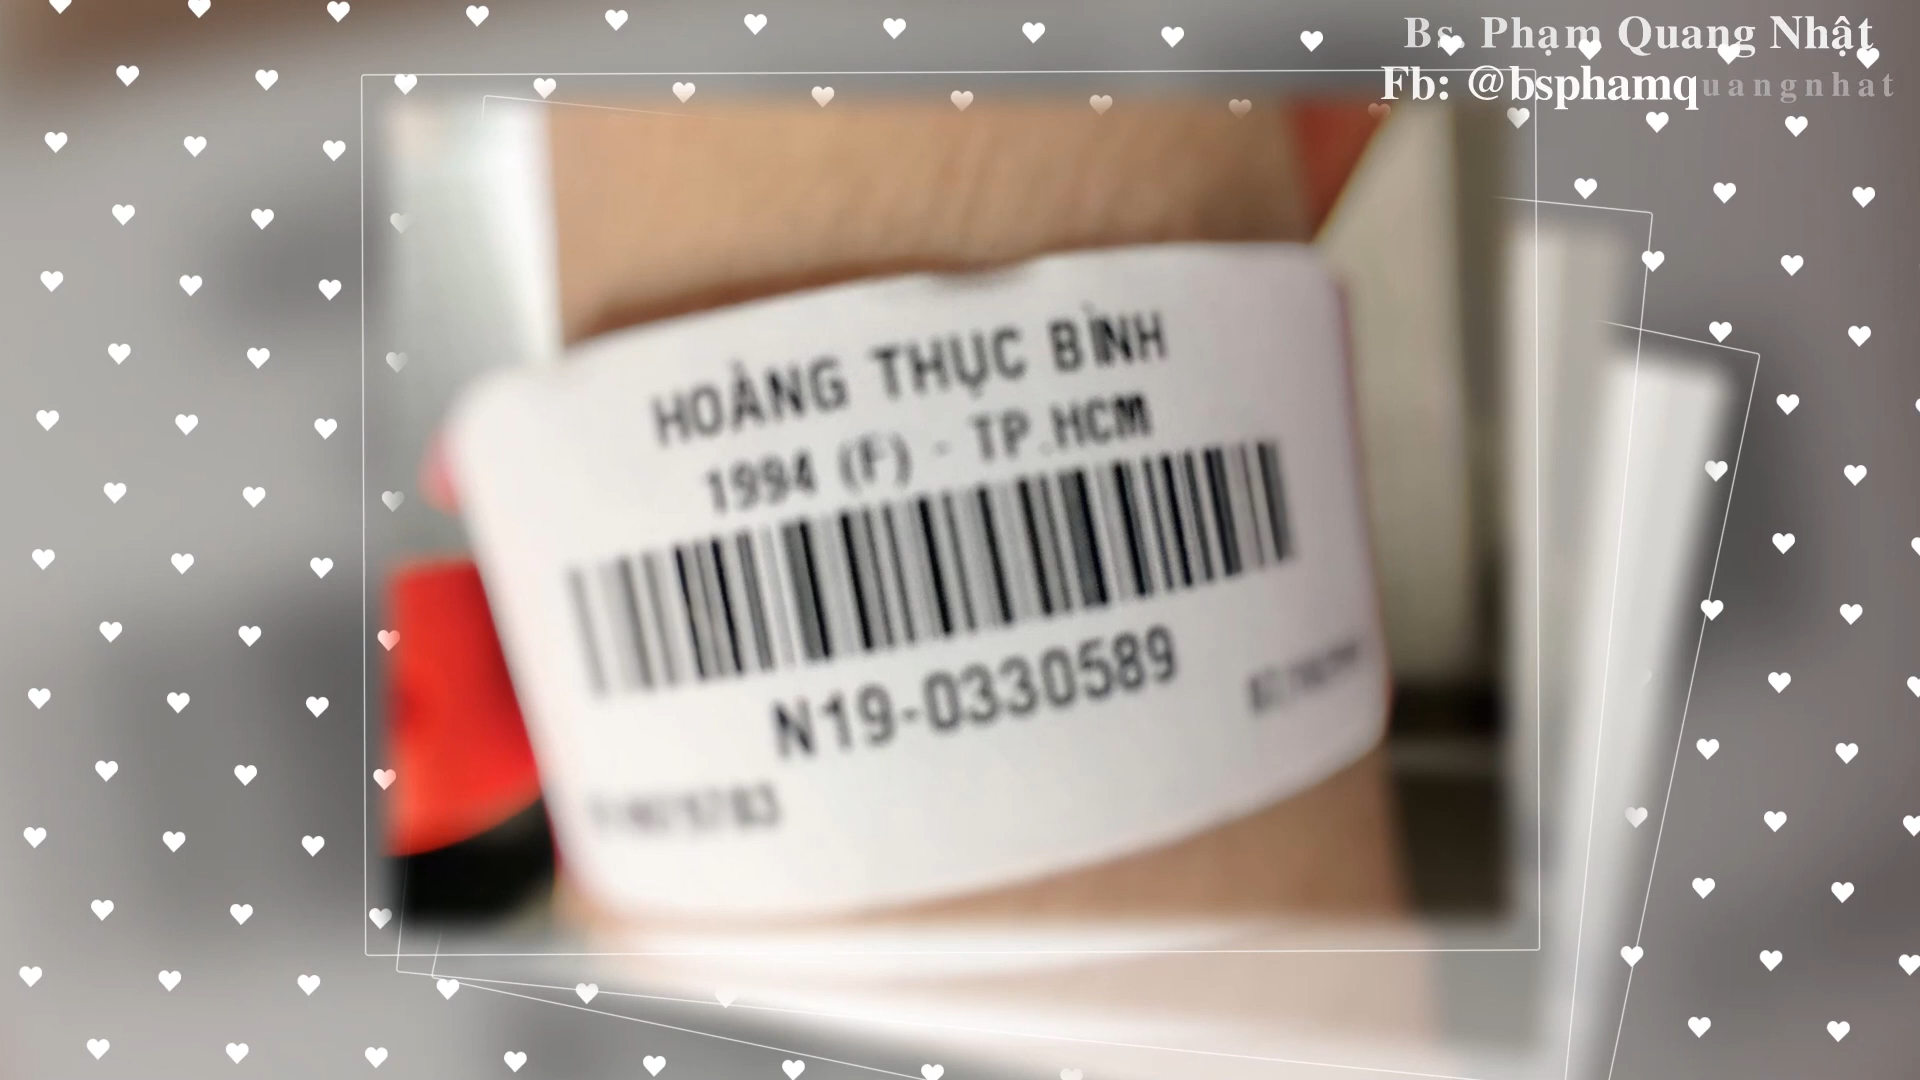 Bs. Phạm Quang Nhật
Fb: @bsphamquangnhat
HOÀNG THỤC BÌNH
1994 (F) - TP.HCM
N19-0330589